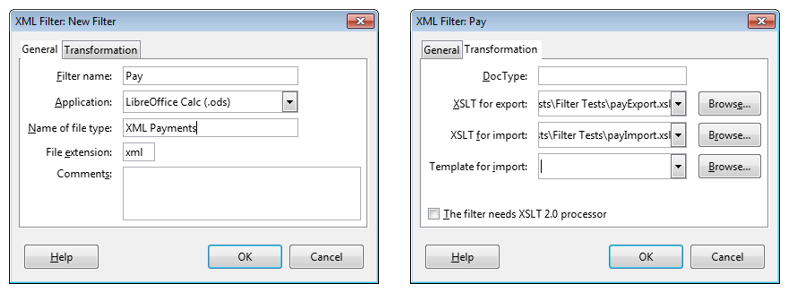 XML Filter: New Filter
General Transformation
Filter name: Pay
Application: LibreOffice Calc (.ods)
Name of file type: XML Payments
File extension: xml
Comments:
Help OK Cancel
XML Filter: Pay
General Transformation
DocType:
XSLT for export: sts\Filter Tests\payExport.xsl Browse...
XSLT for import: ts\Filter Tests\payImport.xsl Browse...
Template for import: Browse...
The filter needs XSLT 2.0 processor
Help OK Cancel